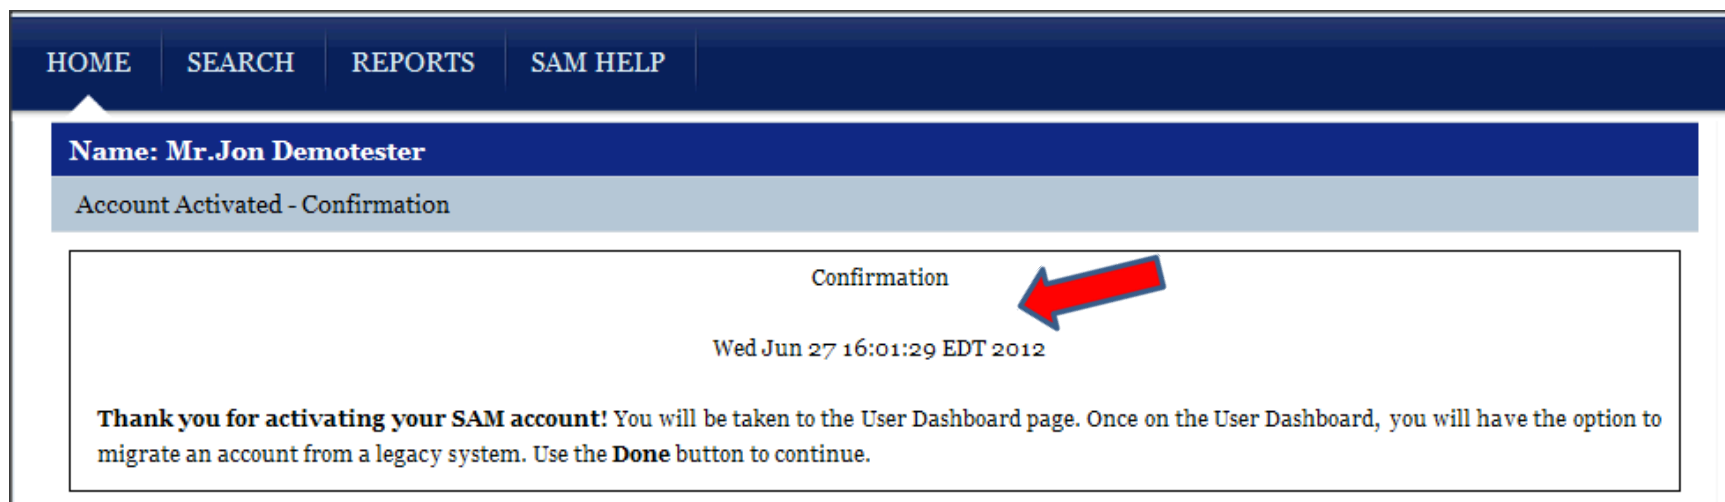 HOME SEARCH REPORTS SAM HELP
Name: Mr.Jon Demotester
Account Activated - Confirmation
Confirmation
Wed Jun 27 16:01:29 EDT 2012
Thank you for activating your SAM account! You will be taken to the User Dashboard page. Once on the User Dashboard, you will have the option to
migrate an account from a legacy system. Use the Done button to continue.